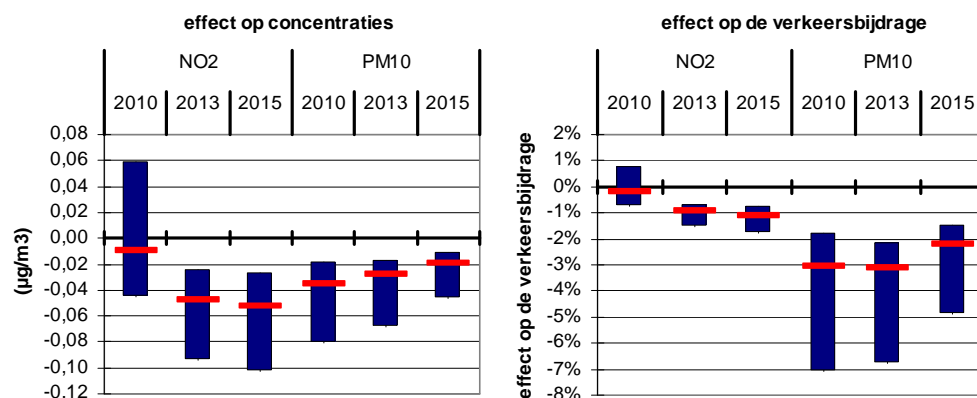 effect op concentraties
NO2 PM10
2010 2013 2015 2010 2013 2015
0,08
0,06
0,04
0,02
0,00
-0,02
-0,04
-0,06
-0,08
-0,10
-0,12
(µg/m3)
effect op de verkeersbijdrage
NO2 PM10
2010 2013 2015 2010 2013 2015
2%
1%
0%
-1%
-2%
-3%
-4%
-5%
-6%
-7%
-8%
effect op de verkeersbijdrage